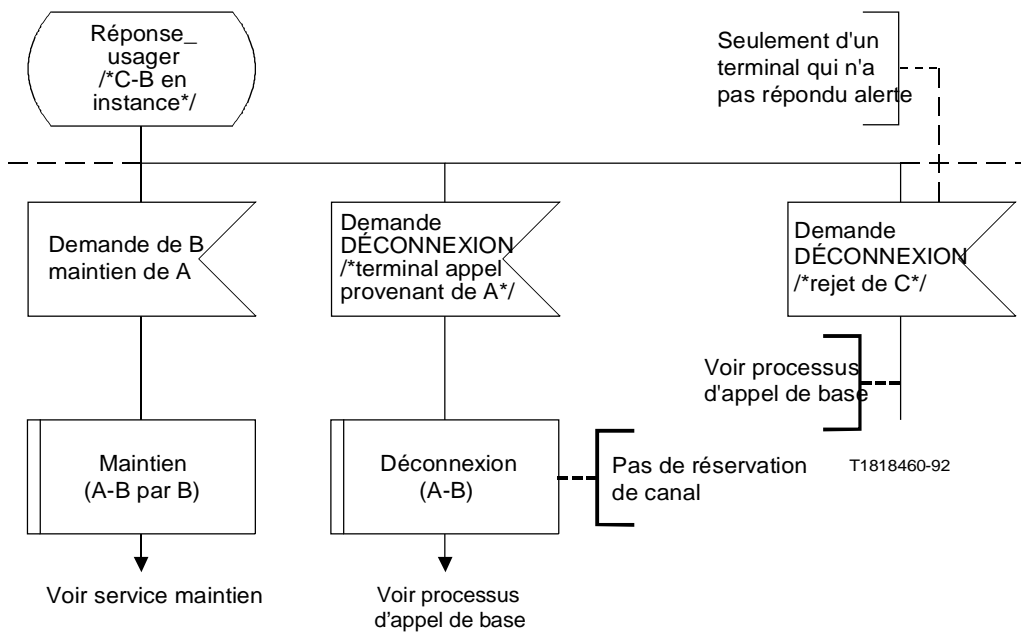 Réponse_
usager
/*C-B en
instance*/
Seulement d'un
terminal qui n'a
pas répondu alerte
Demande de B
maintien de A
Demande
DÉCONNEXION
/*terminal appel
provenant de A*/
Demande
DÉCONNEXION
/*rejet de C*/
Voir processus
d'appel de base
Maintien
(A-B par B)
Déconnexion
(A-B)
Pas de réservation
de canal
T1818460-92
Voir service maintien
Voir processus
d'appel de base